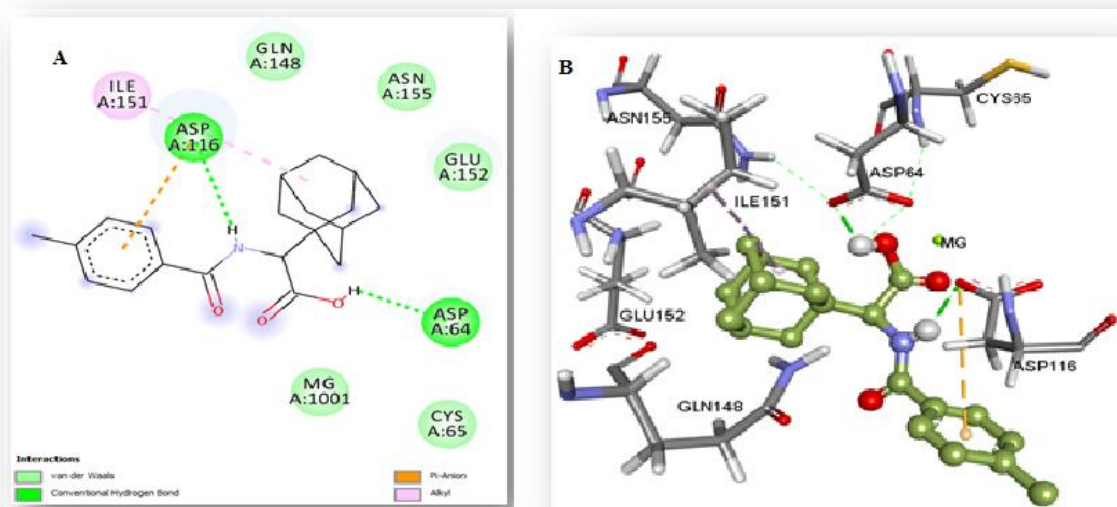 A
GLN
A:148
ASN
A:155
ILE
A:151
ASP
A:116
GLU
A:152
H
N
O
O
O
H
ASP
A:64
MG
A:1001
CYS
A:65
Interactions
van der Waals
Conventional Hydrogen Bond
Pi-Anion
Alkyl
B
ASN155
CYS65
ASP64
ILE151
MG
GLU152
ASP116
GLN148